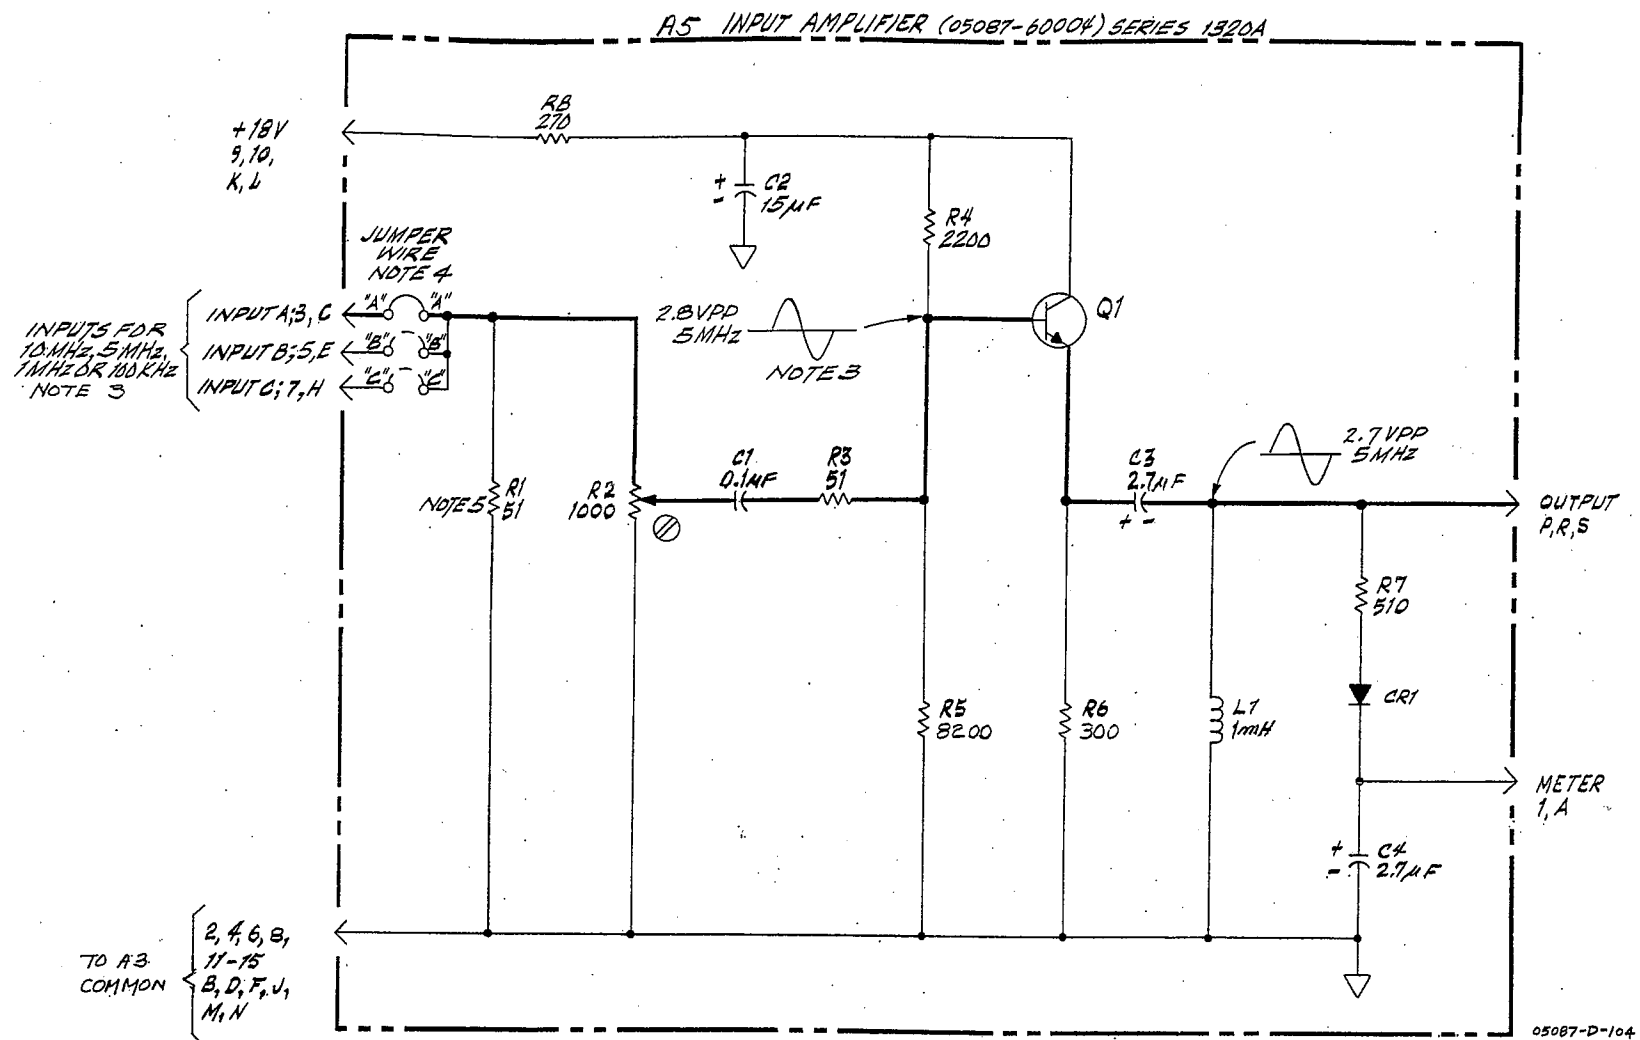 A5 INPUT AMPLIFIER (05087-60004) SERIES 1320A
+18V
9,10,
K,L
R8
270
C2
15µF
+
-
R4
2200
JUMPER
WIRE
NOTE 4
INPUTS FOR
10MHz, 5MHz,
1MHZ OR 100KHz
NOTE 3
INPUT A;3, C
INPUT B;5,E
INPUT C;7,H
"A" "A"
"B" "B"
"C" "C"
2.8VPP
5MHz
NOTE 3
Q1
NOTE 5
R1
51
R2
1000
C1
0.1µF
R3
51
C3
2.7µF
+ -
2.7VPP
5MHz
OUTPUT
P,R,S
R7
510
CR1
R5
8200
R6
300
L1
1mH
METER
1,A
+
-
C4
2.7µF
TO A3
COMMON
2,4,6,8,
11-15
B,D,F,J,
M,N
05087-D-104